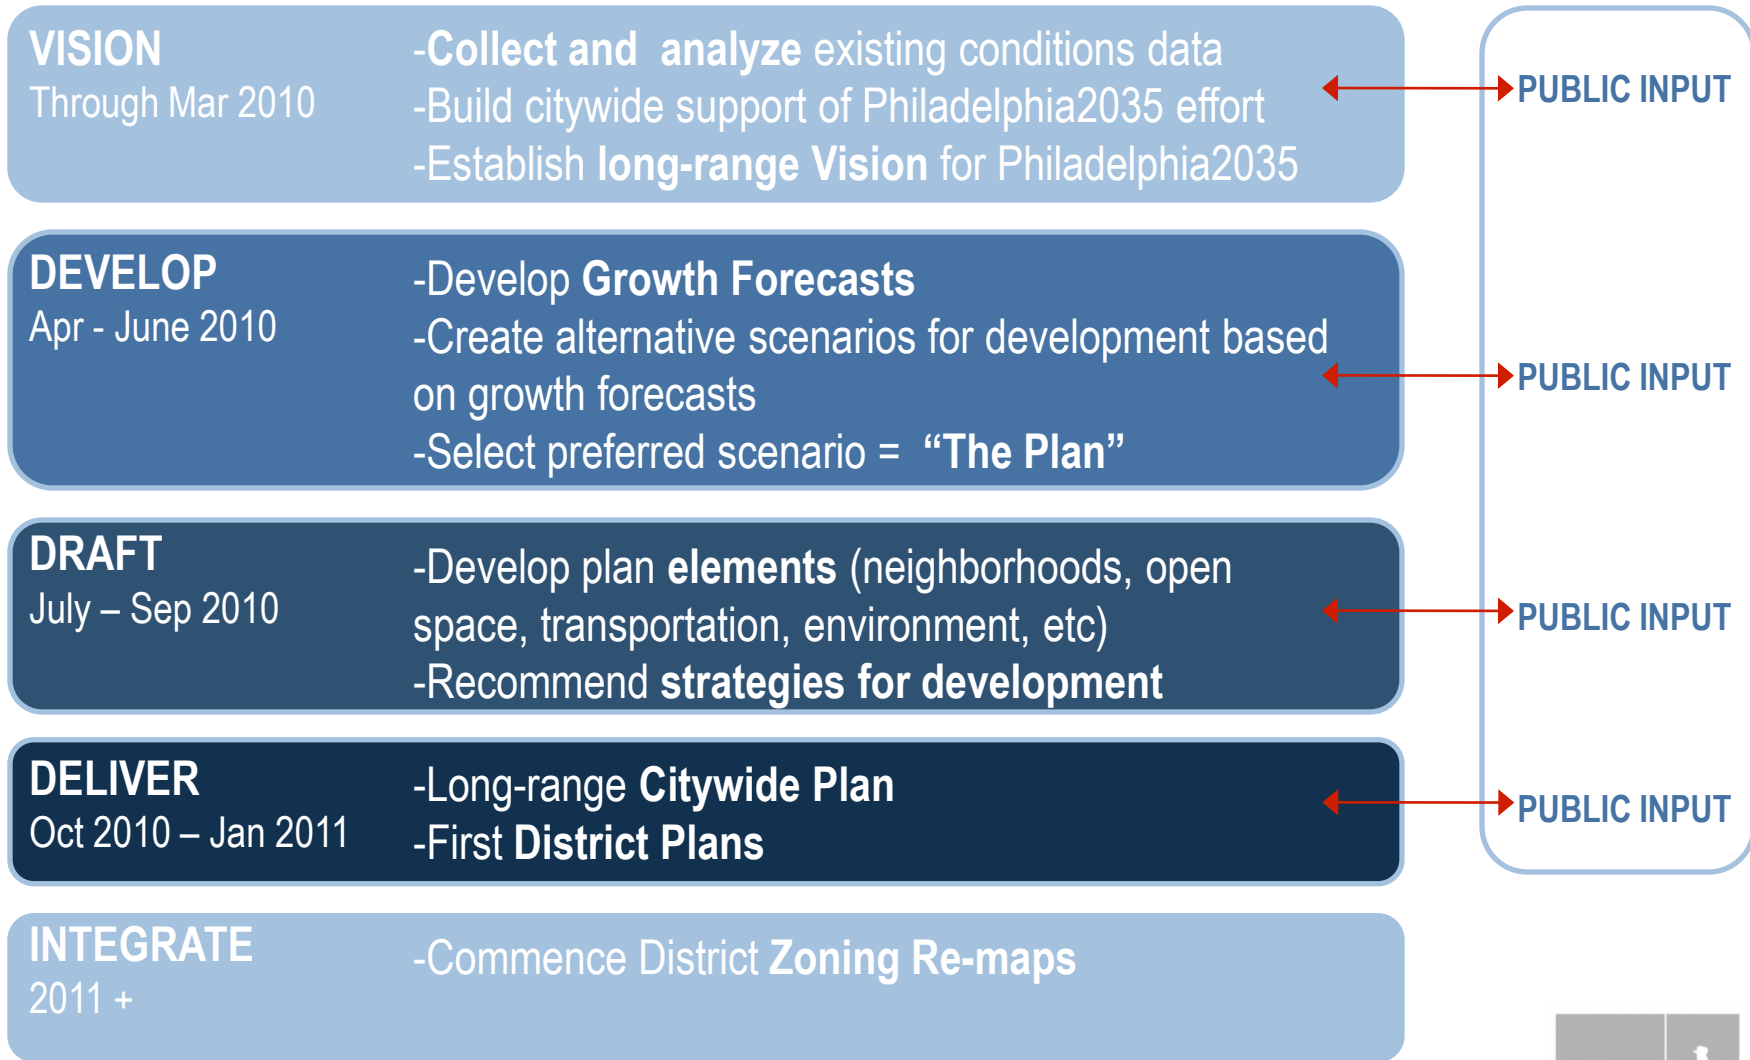 VISION
Through Mar 2010
-Collect and analyze existing conditions data
-Build citywide support of Philadelphia2035 effort
-Establish long-range Vision for Philadelphia2035
PUBLIC INPUT
DEVELOP
Apr - June 2010
-Develop Growth Forecasts
-Create alternative scenarios for development based
on growth forecasts
-Select preferred scenario = “The Plan”
PUBLIC INPUT
DRAFT
July – Sep 2010
-Develop plan elements (neighborhoods, open
space, transportation, environment, etc)
-Recommend strategies for development
PUBLIC INPUT
DELIVER
Oct 2010 – Jan 2011
-Long-range Citywide Plan
-First District Plans
PUBLIC INPUT
INTEGRATE
2011 +
-Commence District Zoning Re-maps